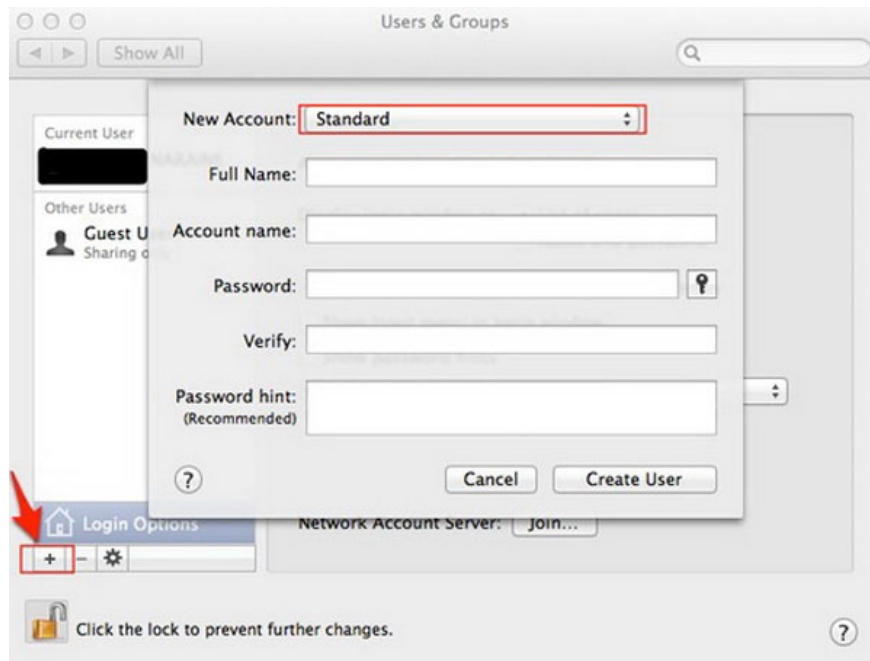 Users & Groups
Show All
New Account: Standard
Current User
Full Name:
Other Users
Guest U
Sharing o
Account name:
Password:
Verify:
Password hint:
(Recommended)
?
Cancel
Create User
Login Options
Network Account Server: Join...
+ -
Click the lock to prevent further changes.
?